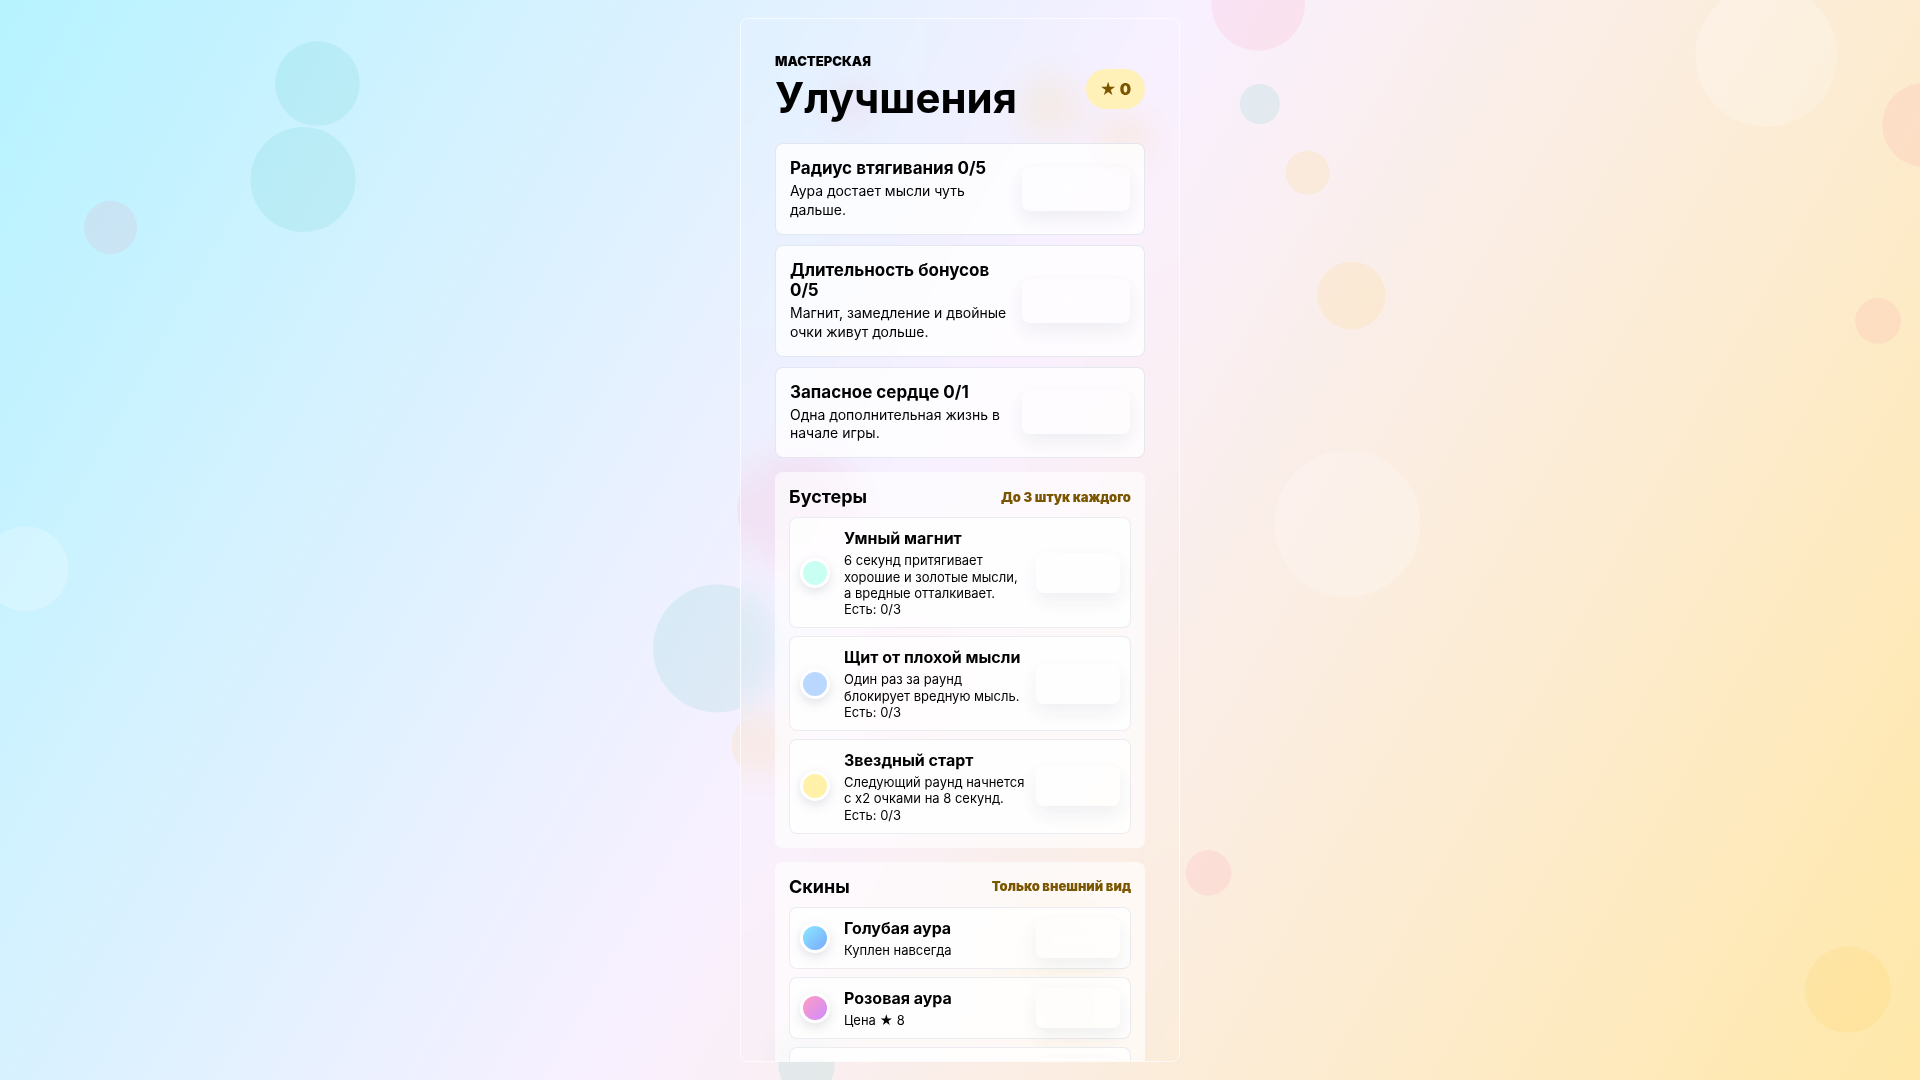 МАСТЕРСКАЯ
Улучшения
★ 0
Радиус втягивания 0/5
Аура достает мысли чуть
дальше.
Длительность бонусов
0/5
Магнит, замедление и двойные
очки живут дольше.
Запасное сердце 0/1
Одна дополнительная жизнь в
начале игры.
Бустеры
До 3 штук каждого
Умный магнит
6 секунд притягивает
хорошие и золотые мысли,
а вредные отталкивает.
Есть: 0/3
Щит от плохой мысли
Один раз за раунд
блокирует вредную мысль.
Есть: 0/3
Звездный старт
Следующий раунд начнется
с x2 очками на 8 секунд.
Есть: 0/3
Скины
Только внешний вид
Голубая аура
Куплен навсегда
Розовая аура
Цена ★ 8